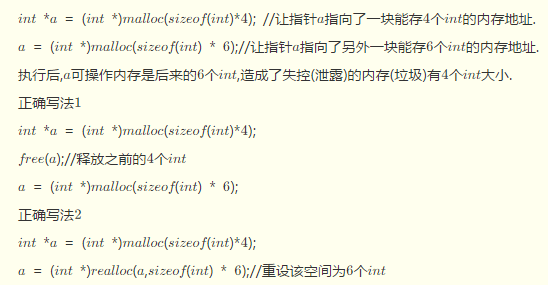 int *a = (int *)malloc(sizeof(int)*4); //让指针a指向了一块能存4个int的内存地址.
a = (int *)malloc(sizeof(int) * 6);//让指针a指向了另外一块能存6个int的内存地址.
执行后,a可操作内存是后来的6个int,造成了失控(泄露)的内存(垃圾)有4个int大小.
正确写法1
int *a = (int *)malloc(sizeof(int)*4);
free(a);//释放之前的4个int
a = (int *)malloc(sizeof(int) * 6);
正确写法2
int *a = (int *)malloc(sizeof(int)*4);
a = (int *)realloc(a,sizeof(int) * 6);//重设该空间为6个int